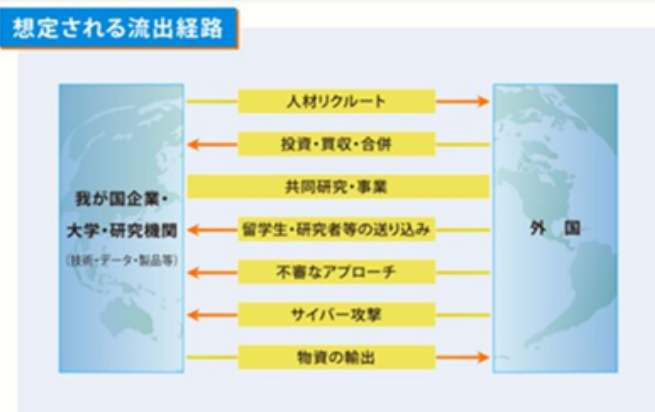 想定される流出経路
人材リクルート
投資・買収・合併
共同研究・事業
我が国企業・
大学・研究機関
(技術・データ・製品等)
留学生・研究者等の送り込み
外 国
不審なアプローチ
サイバー攻撃
物資の輸出